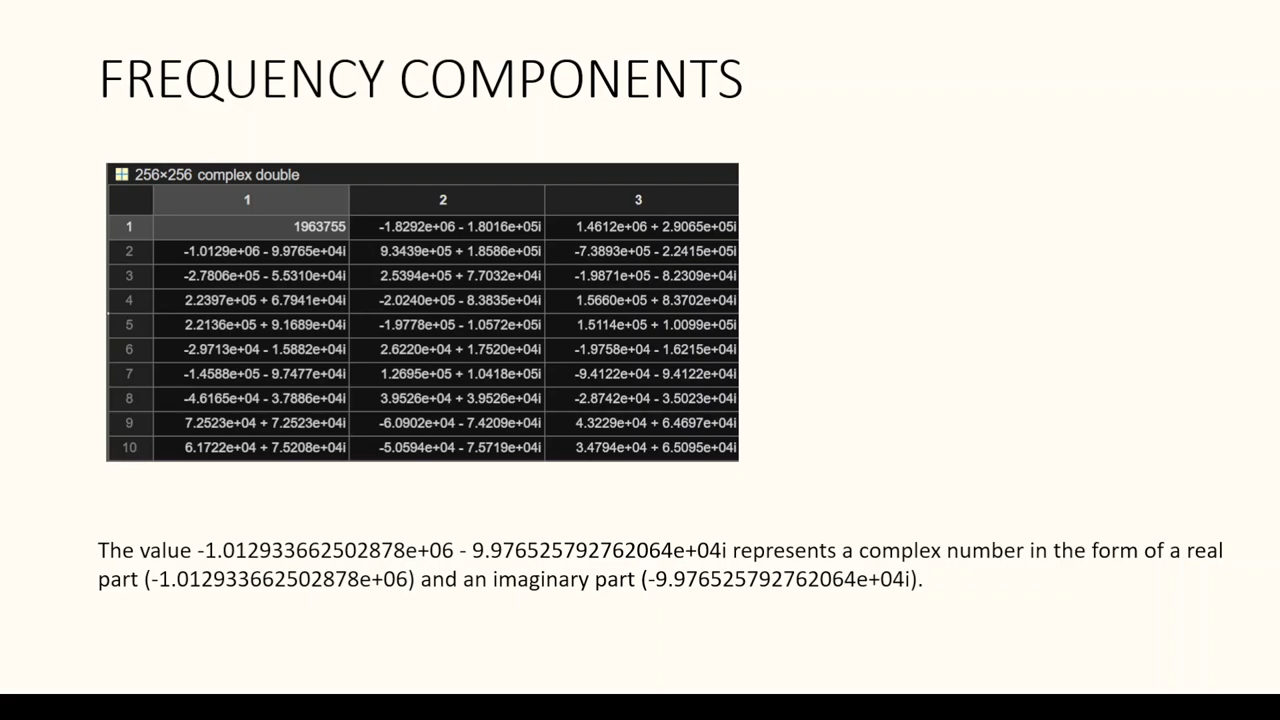 FREQUENCY COMPONENTS
256×256 complex double
1 2 3
1 1963755 -1.8292e+06 - 1.8016e+05i 1.4612e+06 + 2.9065e+05i
2 -1.0129e+06 - 9.9765e+04i 9.3439e+05 + 1.8586e+05i -7.3893e+05 - 2.2415e+05i
3 -2.7806e+05 - 5.5310e+04i 2.5394e+05 + 7.7032e+04i -1.9871e+05 - 8.2309e+04i
4 2.2397e+05 + 6.7941e+04i -2.0240e+05 - 8.3835e+04i 1.5660e+05 + 8.3702e+04i
5 2.2136e+05 + 9.1689e+04i -1.9778e+05 - 1.0572e+05i 1.5114e+05 + 1.0099e+05i
6 -2.9713e+04 - 1.5882e+04i 2.6220e+04 + 1.7520e+04i -1.9758e+04 - 1.6215e+04i
7 -1.4588e+05 - 9.7477e+04i 1.2695e+05 + 1.0418e+05i -9.4122e+04 - 9.4122e+04i
8 -4.6165e+04 - 3.7886e+04i 3.9526e+04 + 3.9526e+04i -2.8742e+04 - 3.5023e+04i
9 7.2523e+04 + 7.2523e+04i -6.0902e+04 - 7.4209e+04i 4.3229e+04 + 6.4697e+04i
10 6.1722e+04 + 7.5208e+04i -5.0594e+04 - 7.5719e+04i 3.4794e+04 + 6.5095e+04i
The value -1.012933662502878e+06 - 9.976525792762064e+04i represents a complex number in the form of a real
part (-1.012933662502878e+06) and an imaginary part (-9.976525792762064e+04i).